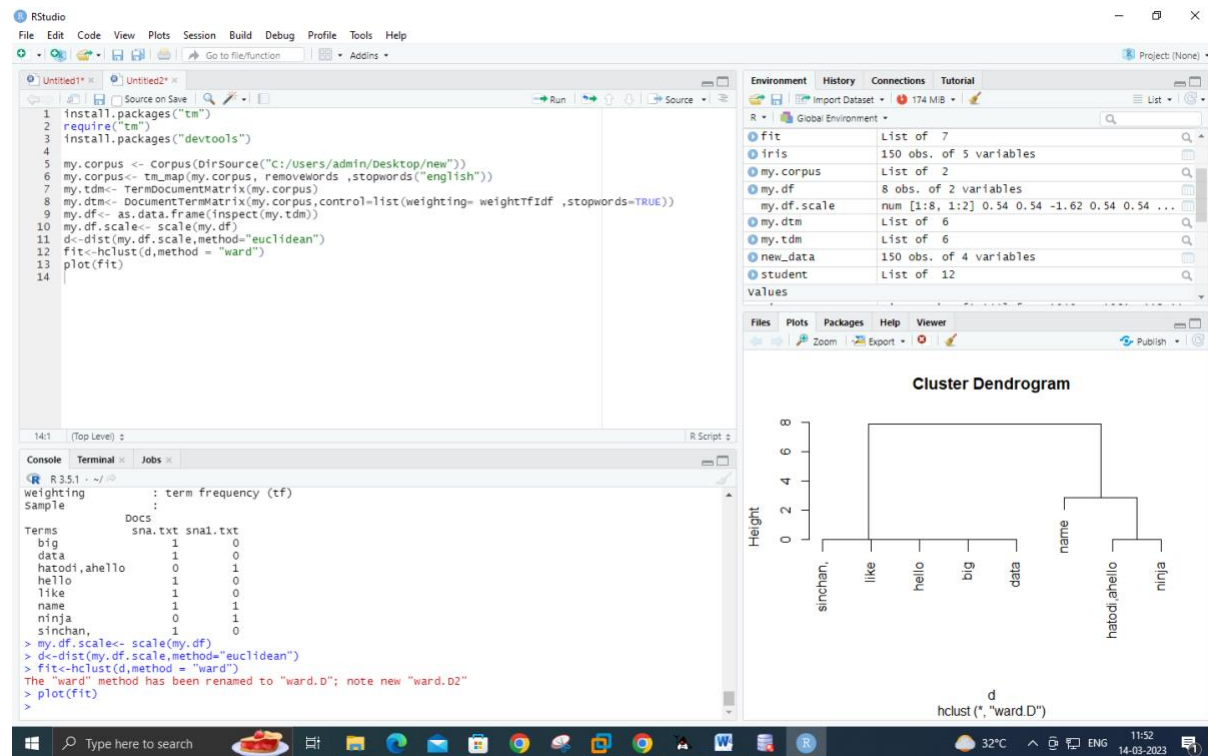 RStudio
File Edit Code View Plots Session Build Debug Profile Tools Help
Go to file/function Addins Project: (None)
Untitled1* Untitled2*
Source on Save Run Source
1 install.packages("tm")
2 require("tm")
3 install.packages("devtools")
4
5 my.corpus <- Corpus(DirSource("C:/Users/admin/Desktop/new"))
6 my.corpus<- tm_map(my.corpus, removeWords ,stopwords("english"))
7 my.tdm<- TermDocumentMatrix(my.corpus)
8 my.dtm<- DocumentTermMatrix(my.corpus,control=list(weighting= weightTfIdf ,stopwords=TRUE))
9 my.df<- as.data.frame(inspect(my.tdm))
10 my.df.scale<- scale(my.df)
11 d<-dist(my.df.scale,method="euclidean")
12 fit<-hclust(d,method = "ward")
13 plot(fit)
14
14:1 (Top Level) R Script
Console Terminal Jobs
R 3.5.1 · ~/
Weighting : term frequency (tf)
Sample :
Docs
Terms sna.txt sna1.txt
big 1 0
data 1 0
hatodi,ahello 0 1
hello 1 0
like 1 0
name 1 1
ninja 0 1
sinchan, 1 0
> my.df.scale<- scale(my.df)
> d<-dist(my.df.scale,method="euclidean")
> fit<-hclust(d,method = "ward")
The "ward" method has been renamed to "ward.D"; note new "ward.D2"
> plot(fit)
>
Environment History Connections Tutorial
Import Dataset 174 MiB List
R Global Environment
fit List of 7
iris 150 obs. of 5 variables
my.corpus List of 2
my.df 8 obs. of 2 variables
my.df.scale num [1:8, 1:2] 0.54 0.54 -1.62 0.54 0.54 ...
my.dtm List of 6
my.tdm List of 6
new_data 150 obs. of 4 variables
student List of 12
values
Files Plots Packages Help Viewer
Zoom Export Publish
Cluster Dendrogram
Height
0 2 4 6 8
sinchan,
like
hello
big
data
name
hatodi,ahello
ninja
d
hclust (*, "ward.D")
Type here to search
32°C ENG 11:52
14-03-2023